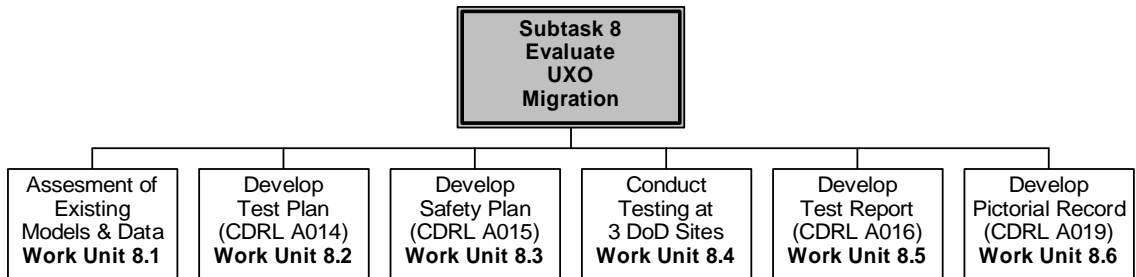 Subtask 8
Evaluate
UXO
Migration
Assesment of
Existing
Models & Data
Work Unit 8.1
Develop
Test Plan
(CDRL A014)
Work Unit 8.2
Develop
Safety Plan
(CDRL A015)
Work Unit 8.3
Conduct
Testing at
3 DoD Sites
Work Unit 8.4
Develop
Test Report
(CDRL A016)
Work Unit 8.5
Develop
Pictorial Record
(CDRL A019)
Work Unit 8.6